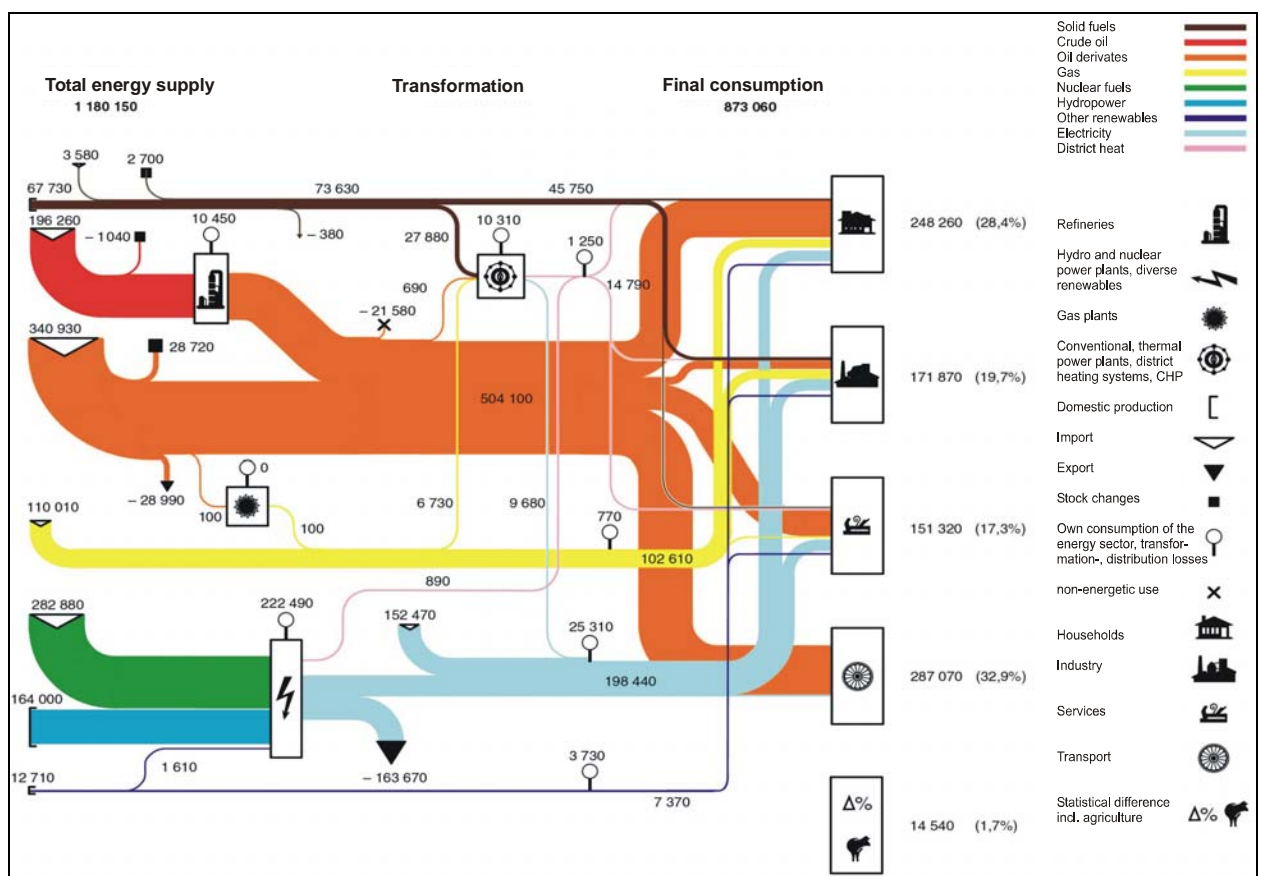 Total energy supply
1 180 150
Transformation
Final consumption
873 060
Solid fuels
Crude oil
Oil derivates
Gas
Nuclear fuels
Hydropower
Other renewables
Electricity
District heat
3 580
2 700
67 730
73 630
45 750
196 260
– 1040
10 450
– 380
27 880
10 310
1 250
14 790
690
– 21 580
340 930
28 720
504 100
– 28 990
0
100
100
6 730
9 680
110 010
770
102 610
890
282 880
222 490
152 470
25 310
198 440
164 000
1 610
– 163 670
12 710
3 730
7 370
248 260 (28,4%)
171 870 (19,7%)
151 320 (17,3%)
287 070 (32,9%)
Δ%
14 540 (1,7%)
Refineries
Hydro and nuclear
power plants, diverse
renewables
Gas plants
Conventional, thermal
power plants, district
heating systems, CHP
Domestic production
Import
Export
Stock changes
Own consumption of the
energy sector, transfor-
mation-, distribution losses
non-energetic use
Households
Industry
Services
Transport
Statistical difference
incl. agriculture
Δ%